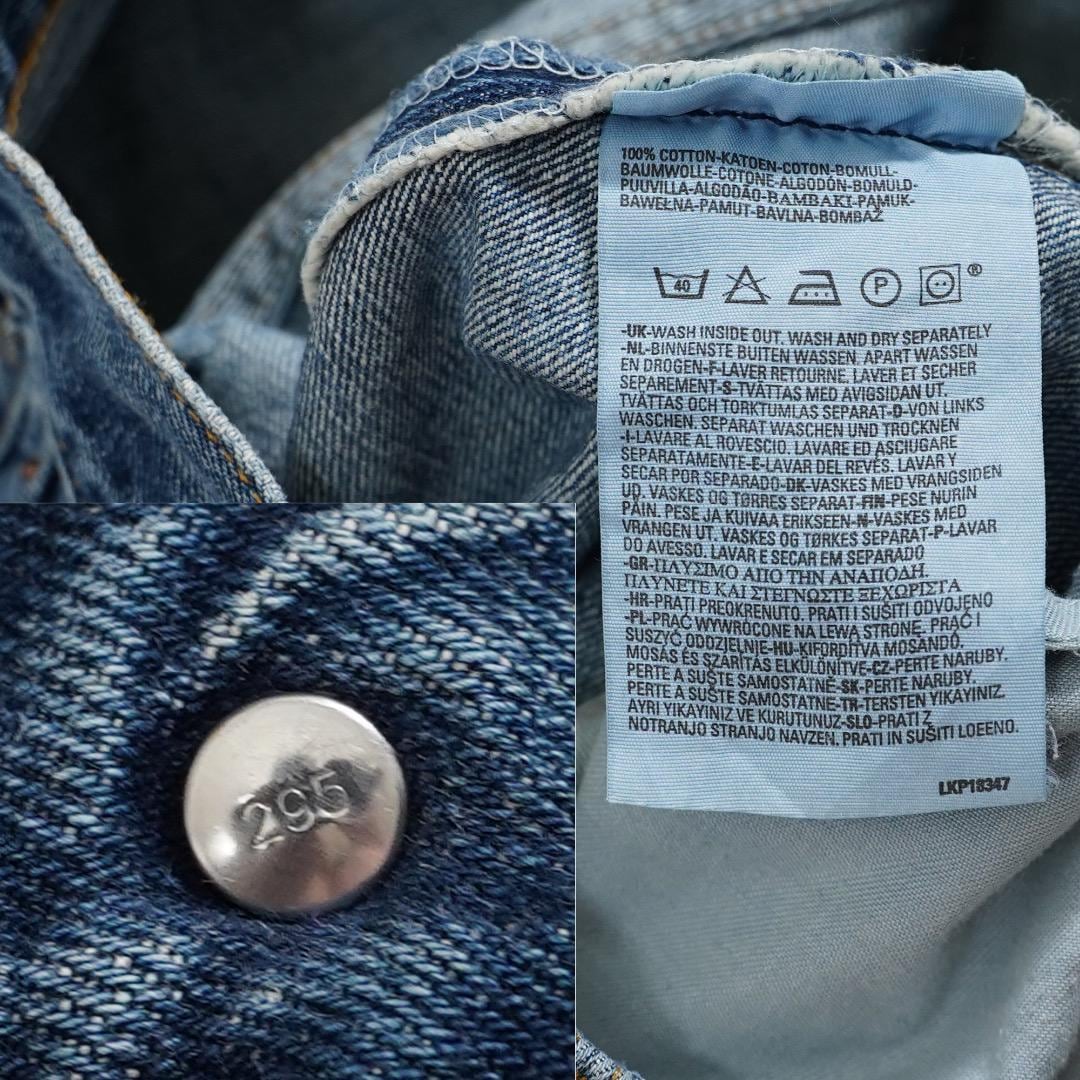 100% COTTON-KATOEN-COTON-BOMULL-
BAUMWOLLE-COTONE-ALGODÓN-BOMULD-
PUUVILLA-ALGODÃO-BAMBAKI-PAMUK-
BAWEŁNA-PAMUT-BAVLNA-BOMBAŽ
40 P ®
-UK-WASH INSIDE OUT. WASH AND DRY SEPARATELY
-NL-BINNENSTE BUITEN WASSEN. APART WASSEN
EN DROGEN-F-LAVER RETOURNE. LAVER ET SECHER
SEPAREMENT-S-TVÄTTAS MED AVIGSIDAN UT.
TVÄTTAS OCH TORKTUMLAS SEPARAT-D-VON LINKS
WASCHEN. SEPARAT WASCHEN UND TROCKNEN
-I-LAVARE AL ROVESCIO. LAVARE ED ASCIUGARE
SEPARATAMENTE-E-LAVAR DEL REVÉS. LAVAR Y
SECAR POR SEPARADO-DK-VASKES MED VRANGSIDEN
UD. VASKES OG TØRRES SEPARAT-FIN-PESE NURIN
PÄIN. PESE JA KUIVAA ERIKSEEN-N-VASKES MED
VRANGEN UT. VASKES OG TØRKES SEPARAT-P-LAVAR
DO AVESSO. LAVAR E SECAR EM SEPARADO
-GR-ΠΛΥΣΙΜΟ ΑΠΟ ΤΗΝ ΑΝΑΠΟΔΗ.
ΠΛΥΝΕΤΕ ΚΑΙ ΣΤΕΓΝΩΣΤΕ ΞΕΧΩΡΙΣΤΑ
-HR-PRATI PREOKRENUTO. PRATI I SUŠITI ODVOJENO
-PL-PRAĆ WYWRÓCONE NA LEWĄ STRONĘ. PRAĆ I
SUSZYĆ ODDZJELNJE-HU-KIFORDÍTVA MOSANDÓ.
MOSÁS ÉS SZÁRÍTÁS ELKÜLÖNÍTVE-CZ-PERTE NARUBY.
PERTE A SUŠTE SAMOSTATNĚ-SK-PERTE NARUBY.
PERTE A SUŠTE SAMOSTATNE-TR-TERSTEN YIKAYINIZ.
AYRI YIKAYINIZ VE KURUTUNUZ-SLO-PRATI Z
NOTRANJO STRANJO NAVZEN. PRATI IN SUŠITI LOEENO.
LKP18347
295